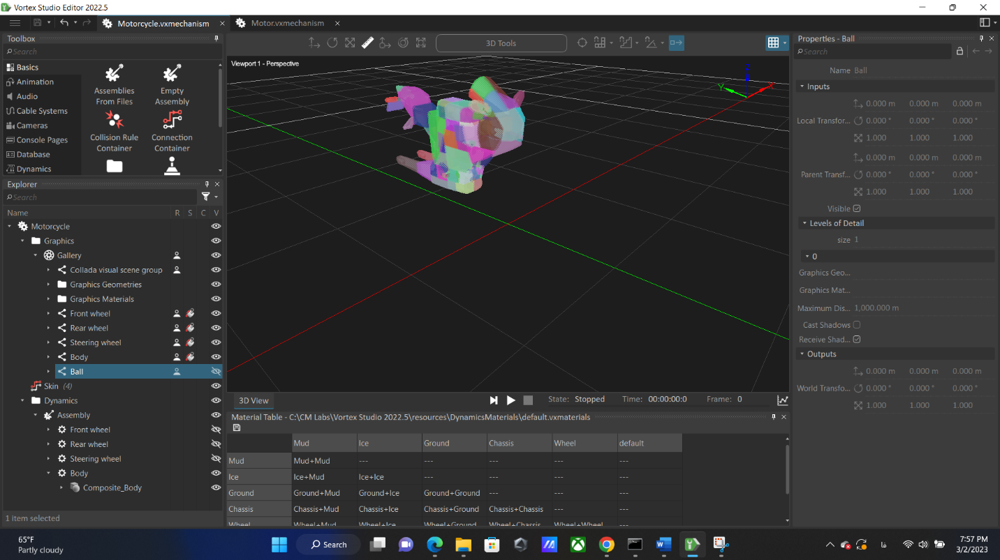 Vortex Studio Editor 2022.5
Motorcycle.vxmechanism
Motor.vxmechanism
Toolbox
Search
Basics
Animation
Audio
Cable Systems
Cameras
Console Pages
Database
Dynamics
Assemblies From Files
Empty Assembly
Collision Rule Container
Connection Container
Explorer
Search
Name R S C V
Motorcycle
Graphics
Gallery
Collada visual scene group
Graphics Geometries
Graphics Materials
Front wheel
Rear wheel
Steering wheel
Body
Ball
Skin (4)
Dynamics
Assembly
Front wheel
Rear wheel
Steering wheel
Body
Composite_Body
1 item selected
3D Tools
Viewport 1 - Perspective
Z
Y X
3D View
State: Stopped Time: 00:00:00:0 Frame: 0
Material Table - C:\CM Labs\Vortex Studio 2022.5\resources\DynamicsMaterials\default.vxmaterials
Mud Ice Ground Chassis Wheel default
Mud Mud+Mud --- --- --- --- ---
Ice Ice+Mud Ice+Ice --- --- --- ---
Ground Ground+Mud Ground+Ice Ground+Ground --- --- ---
Chassis Chassis+Mud Chassis+Ice Chassis+Ground Chassis+Chassis --- ---
Wheel Wheel+Mud Wheel+Ice Wheel+Ground Wheel+Chassis Wheel+Wheel ---
Properties - Ball
Search
Name Ball
Inputs
0.000 m 0.000 m 0.000 m
Local Transfor... 0.000 ° 0.000 ° 0.000 °
1.000 1.000 1.000
0.000 m 0.000 m 0.000 m
Parent Transf... 0.000 ° 0.000 ° 0.000 °
1.000 1.000 1.000
Visible
Levels of Detail
size 1
0
Graphics Geo...
Graphics Mat...
Maximum Dis... 1,000.000 m
Cast Shadows
Receive Shad...
Outputs
0.000 m 0.000 m 0.000 m
World Transfo... 0.000 ° 0.000 ° 0.000 °
1.000 1.000 1.000
65°F
Partly cloudy
Search
فا
7:57 PM
3/2/2023